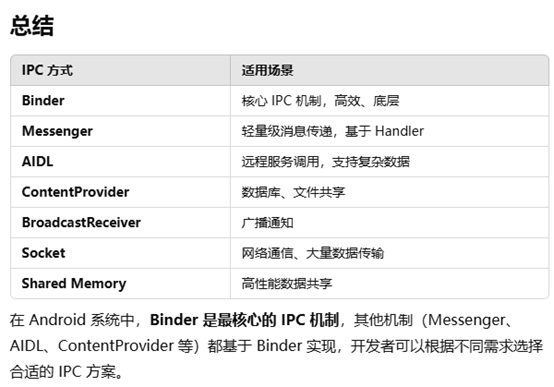 总结
IPC 方式 适用场景
Binder 核心 IPC 机制，高效、底层
Messenger 轻量级消息传递，基于 Handler
AIDL 远程服务调用，支持复杂数据
ContentProvider 数据库、文件共享
BroadcastReceiver 广播通知
Socket 网络通信、大量数据传输
Shared Memory 高性能数据共享
在 Android 系统中，Binder 是最核心的 IPC 机制，其他机制（Messenger、
AIDL、ContentProvider 等）都基于 Binder 实现，开发者可以根据不同需求选择
合适的 IPC 方案。